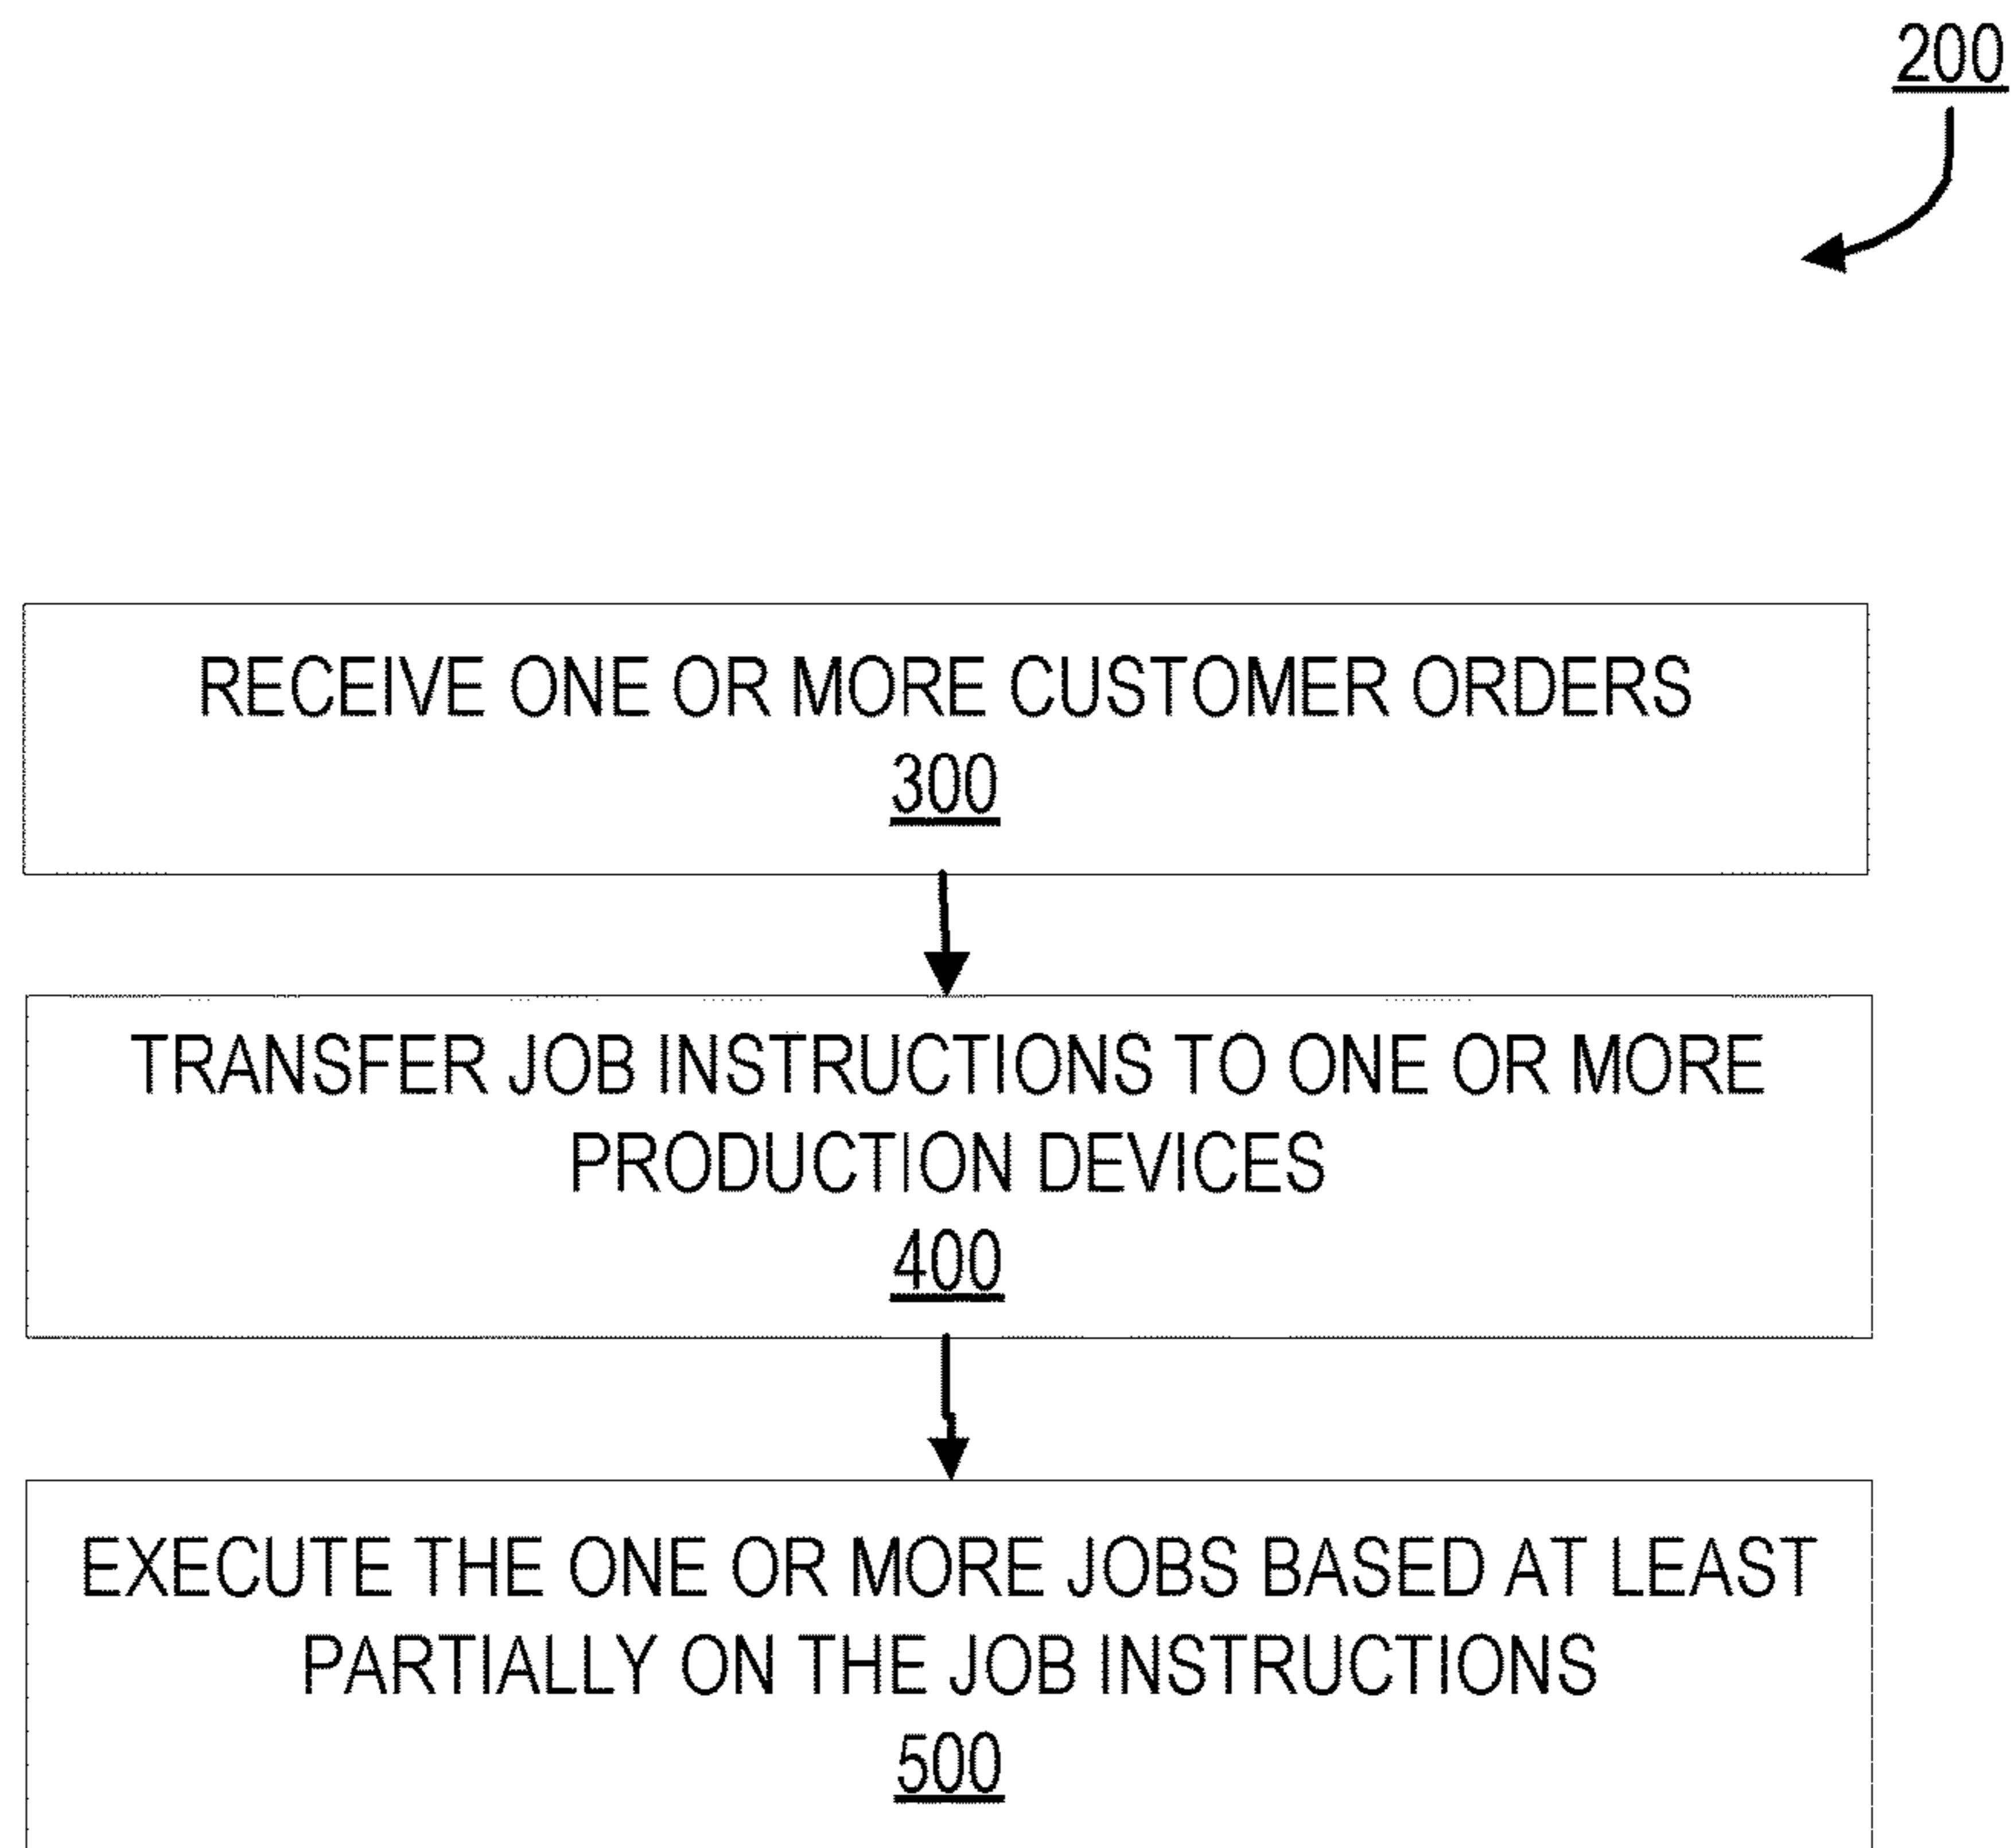 200
RECEIVE ONE OR MORE CUSTOMER ORDERS
300
TRANSFER JOB INSTRUCTIONS TO ONE OR MORE
PRODUCTION DEVICES
400
EXECUTE THE ONE OR MORE JOBS BASED AT LEAST
PARTIALLY ON THE JOB INSTRUCTIONS
500